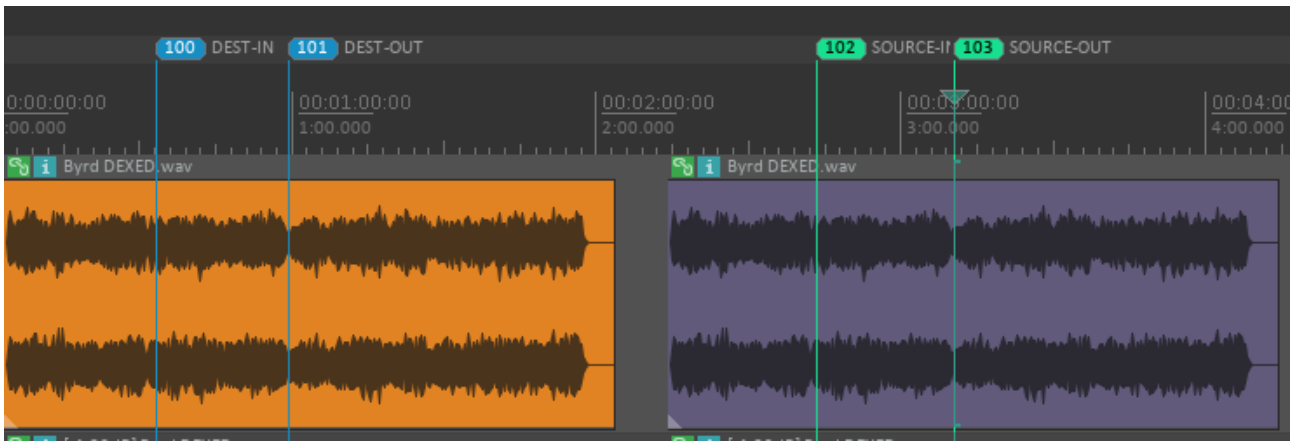 100 DEST-IN 101 DEST-OUT 102 SOURCE-IN 103 SOURCE-OUT
0:00:00:00 00:01:00:00 00:02:00:00 00:03:00:00 00:04:00
:00.000 1:00.000 2:00.000 3:00.000 4:00.000
i Byrd DEXED.wav i Byrd DEXED.wav